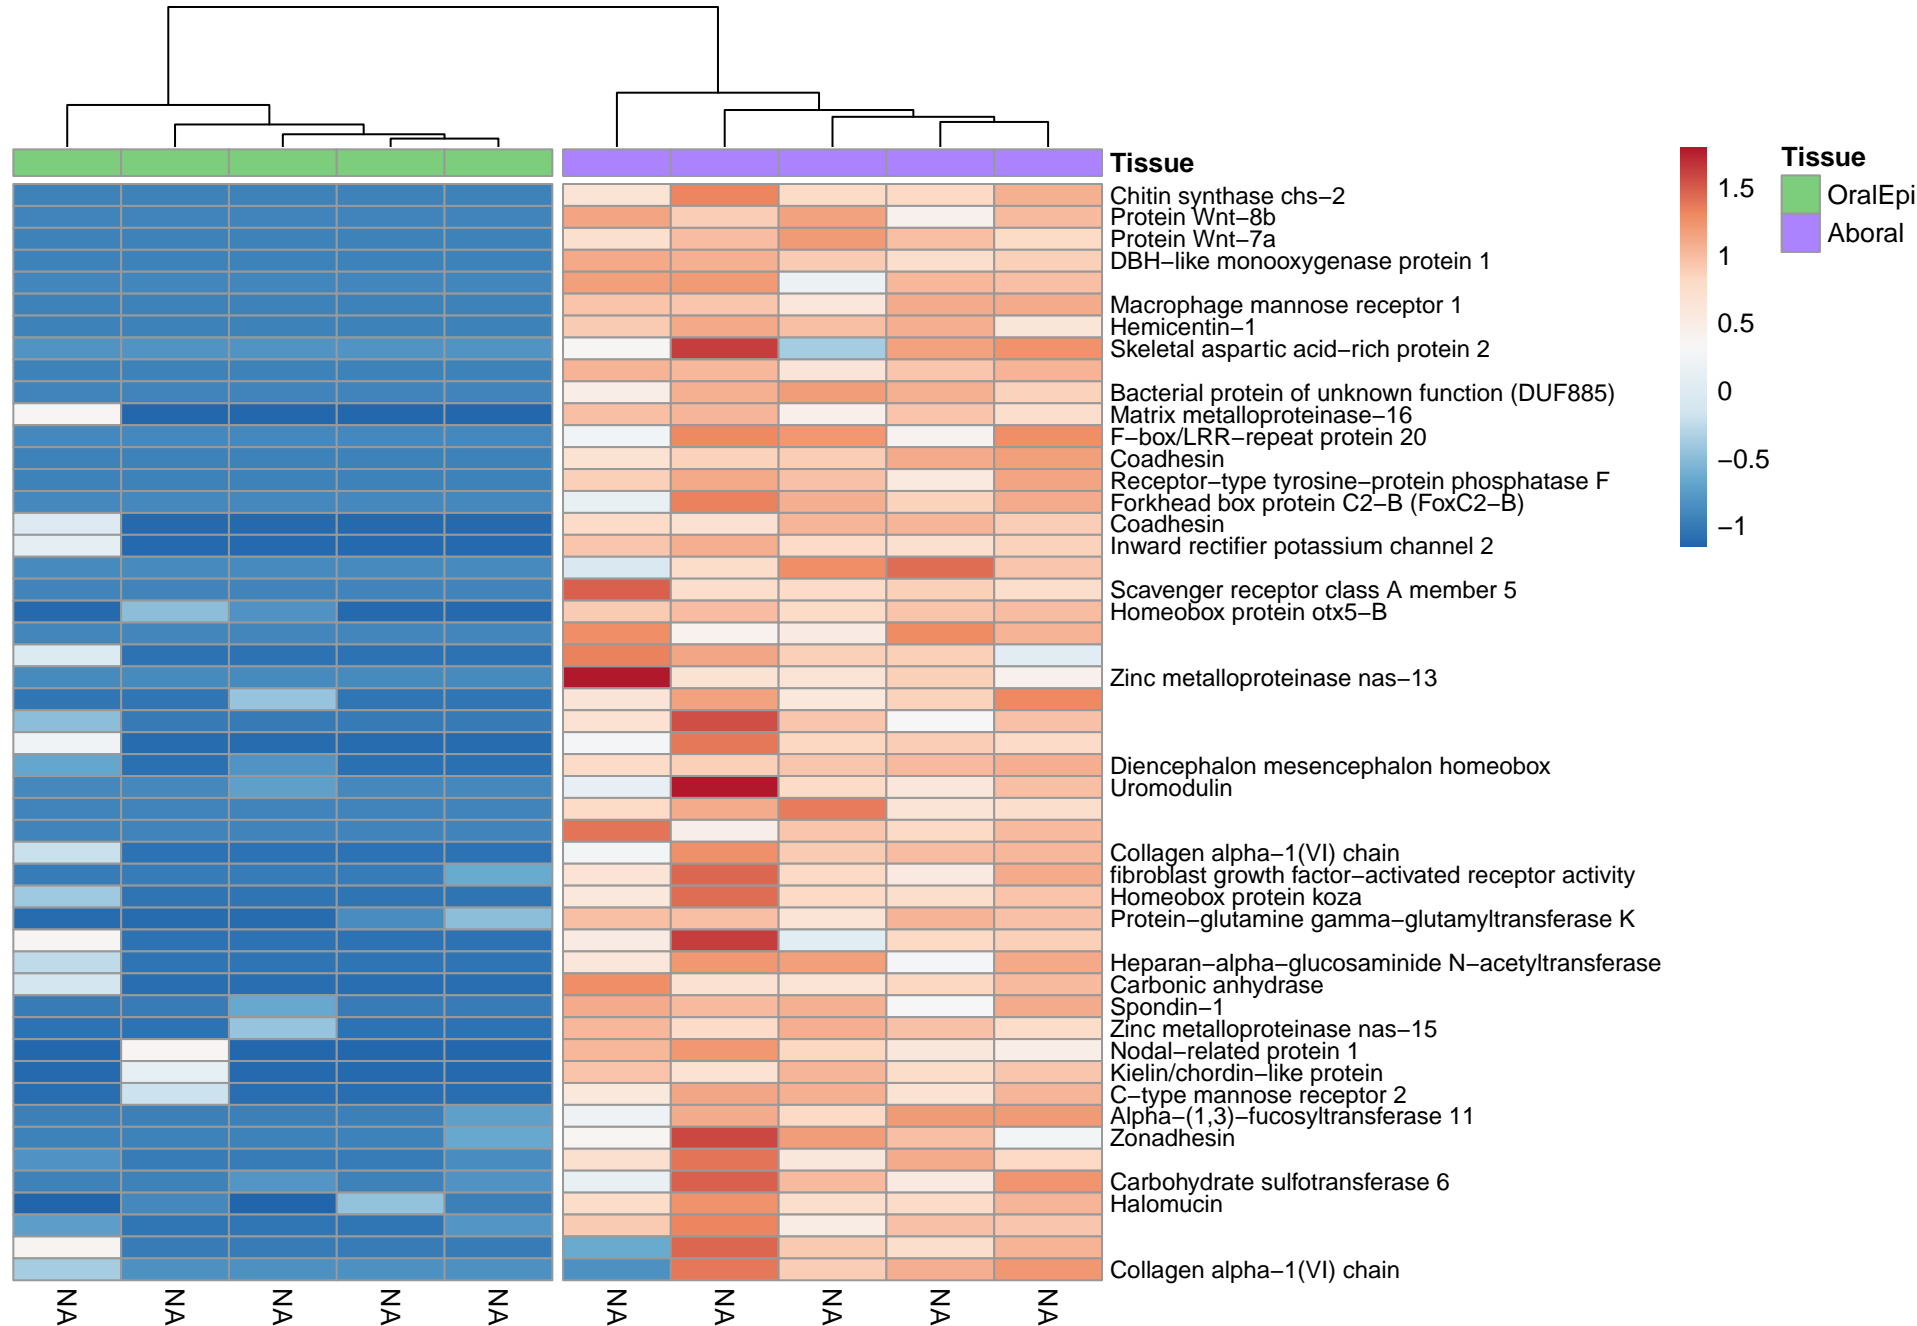 Tissue
Chitin synthase chs−2
Protein Wnt−8b
Protein Wnt−7a
DBH−like monooxygenase protein 1
Macrophage mannose receptor 1
Hemicentin−1
Skeletal aspartic acid−rich protein 2
Bacterial protein of unknown function (DUF885)
Matrix metalloproteinase−16
F−box/LRR−repeat protein 20
Coadhesin
Receptor−type tyrosine−protein phosphatase F
Forkhead box protein C2−B (FoxC2−B)
Coadhesin
Inward rectifier potassium channel 2
Scavenger receptor class A member 5
Homeobox protein otx5−B
Zinc metalloproteinase nas−13
Diencephalon mesencephalon homeobox
Uromodulin
Collagen alpha−1(VI) chain
fibroblast growth factor−activated receptor activity
Homeobox protein koza
Protein−glutamine gamma−glutamyltransferase K
Heparan−alpha−glucosaminide N−acetyltransferase
Carbonic anhydrase
Spondin−1
Zinc metalloproteinase nas−15
Nodal−related protein 1
Kielin/chordin−like protein
C−type mannose receptor 2
Alpha−(1,3)−fucosyltransferase 11
Zonadhesin
Carbohydrate sulfotransferase 6
Halomucin
Collagen alpha−1(VI) chain
NA
NA
NA
NA
NA
NA
NA
NA
NA
NA
1.5
1
0.5
0
−0.5
−1
Tissue
OralEpi
Aboral